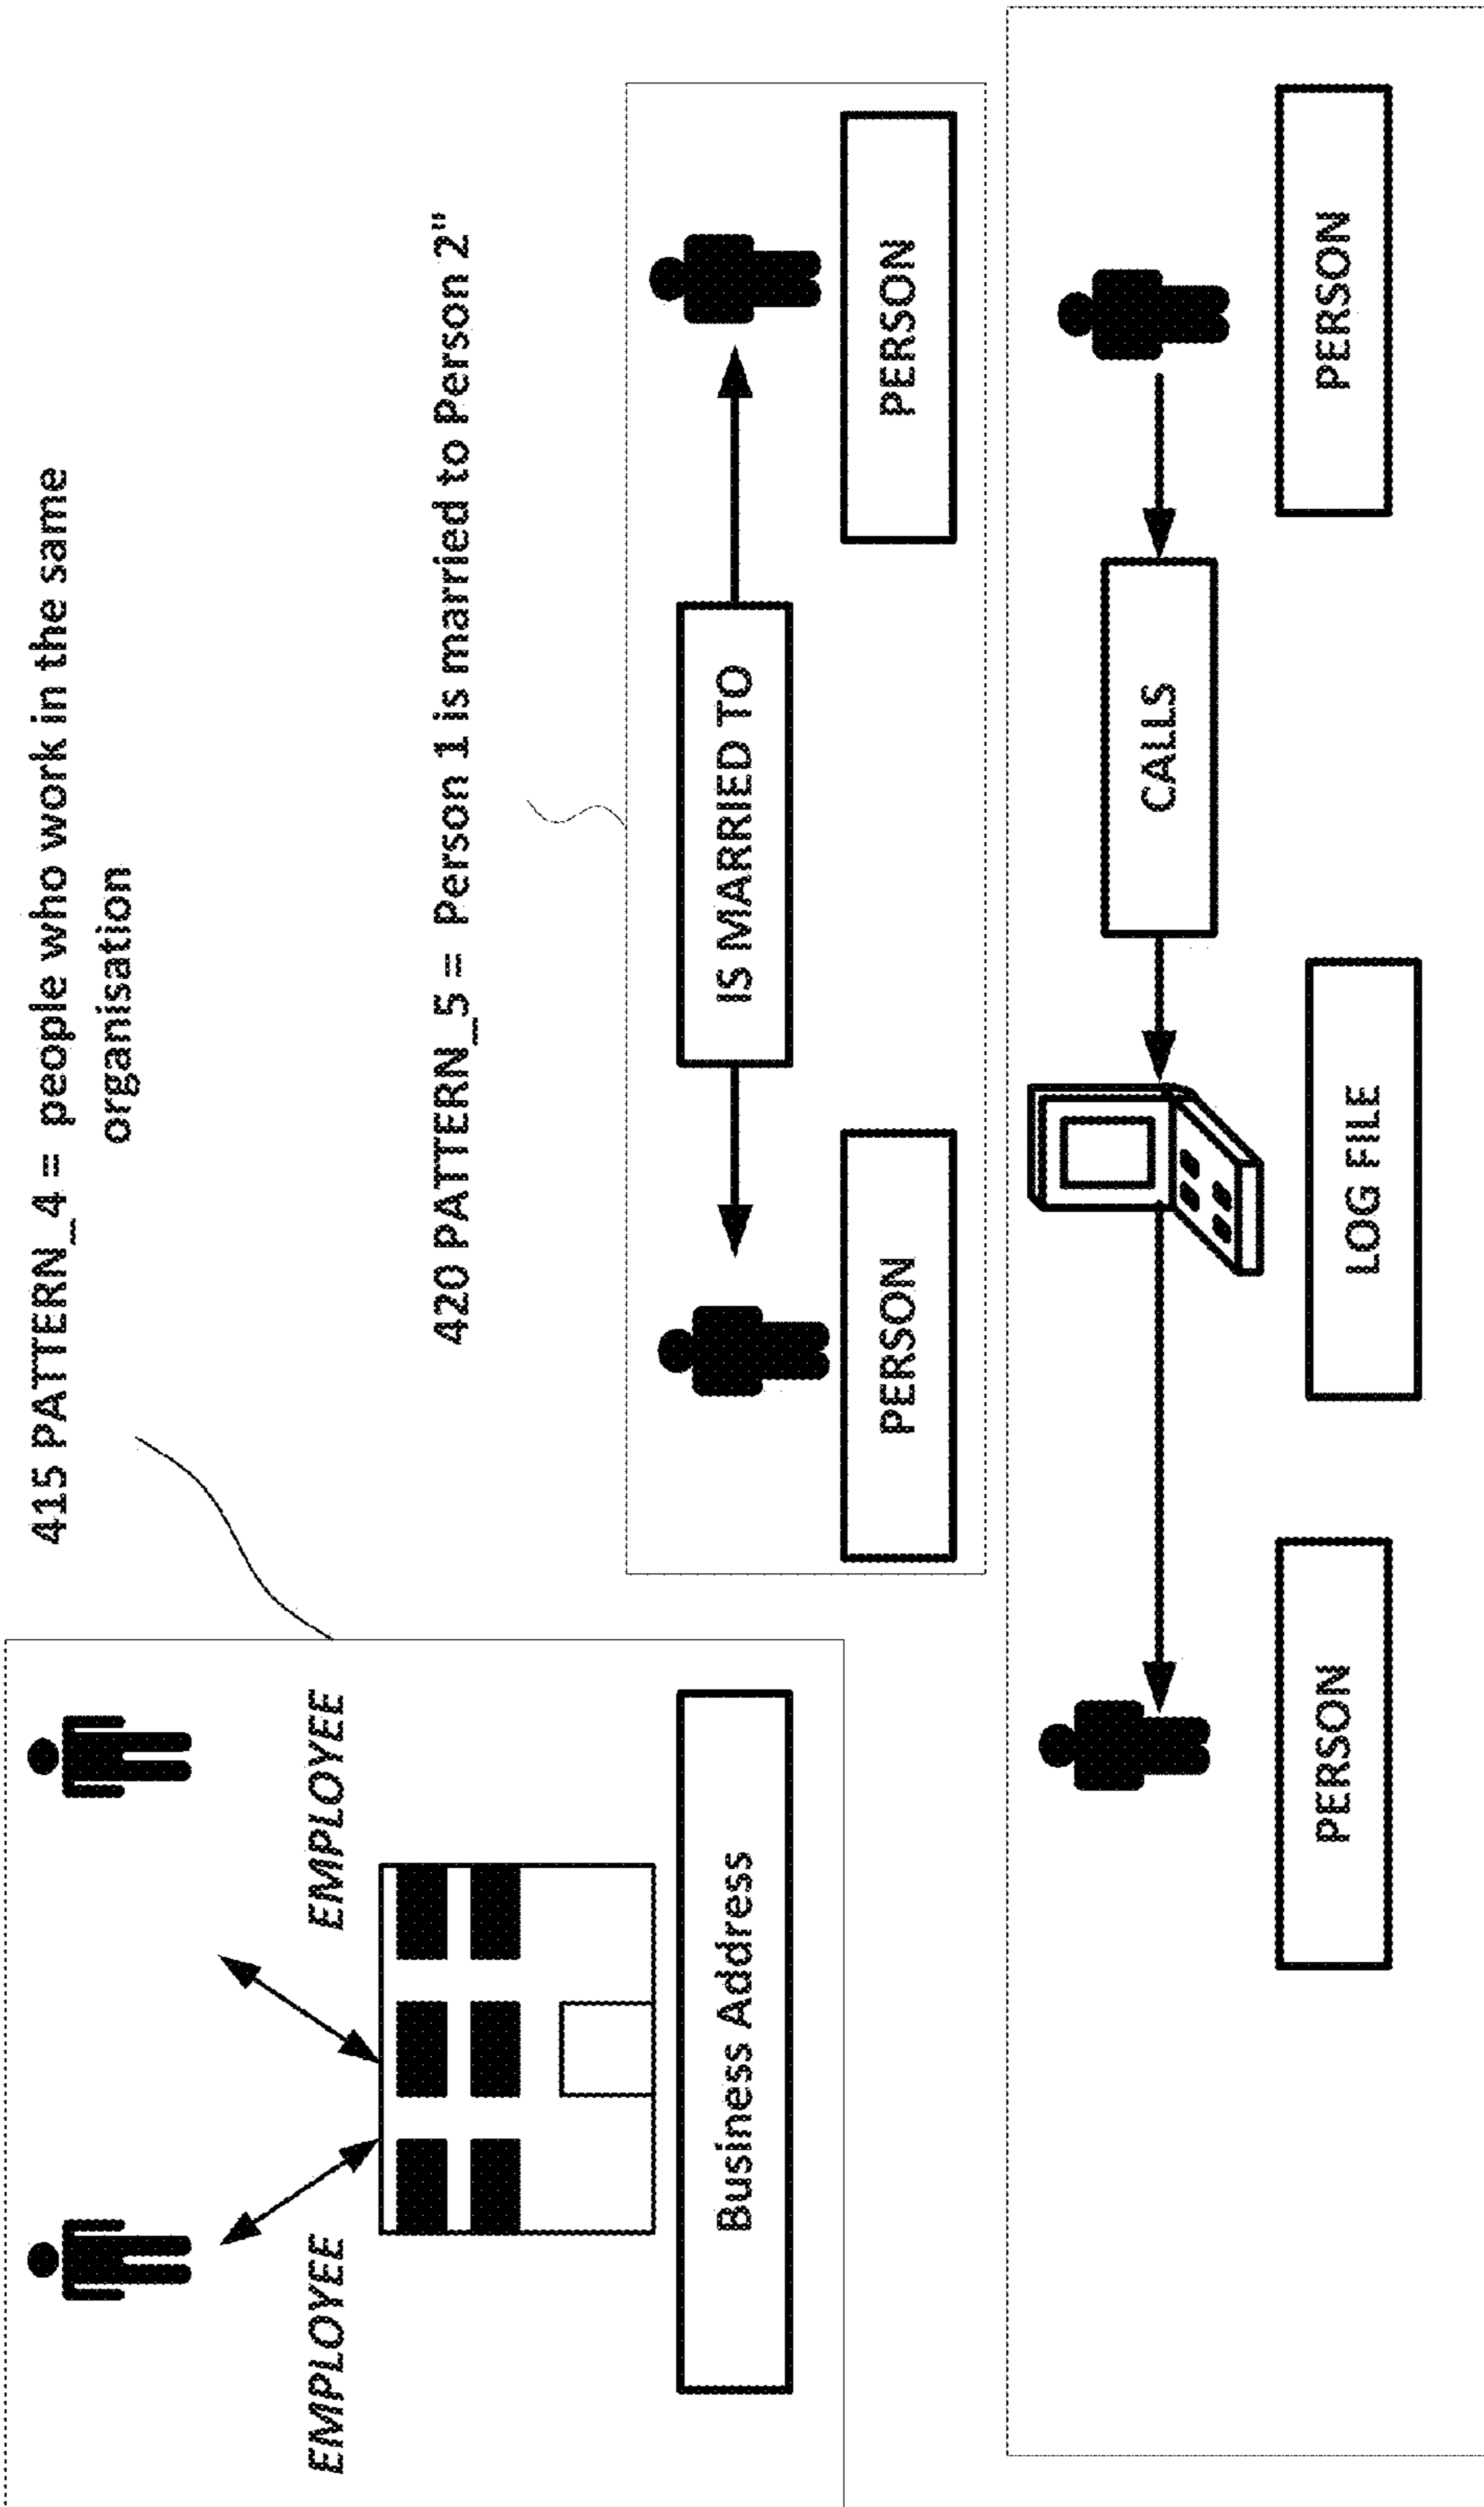 415 PATTERN_4 = people who work in the same
organisation
EMPLOYEE
EMPLOYEE
Business Address
420 PATTERN_5 = Person 1 is married to Person 2"
IS MARRIED TO
PERSON
PERSON
CALLS
PERSON
LOG FILE
PERSON